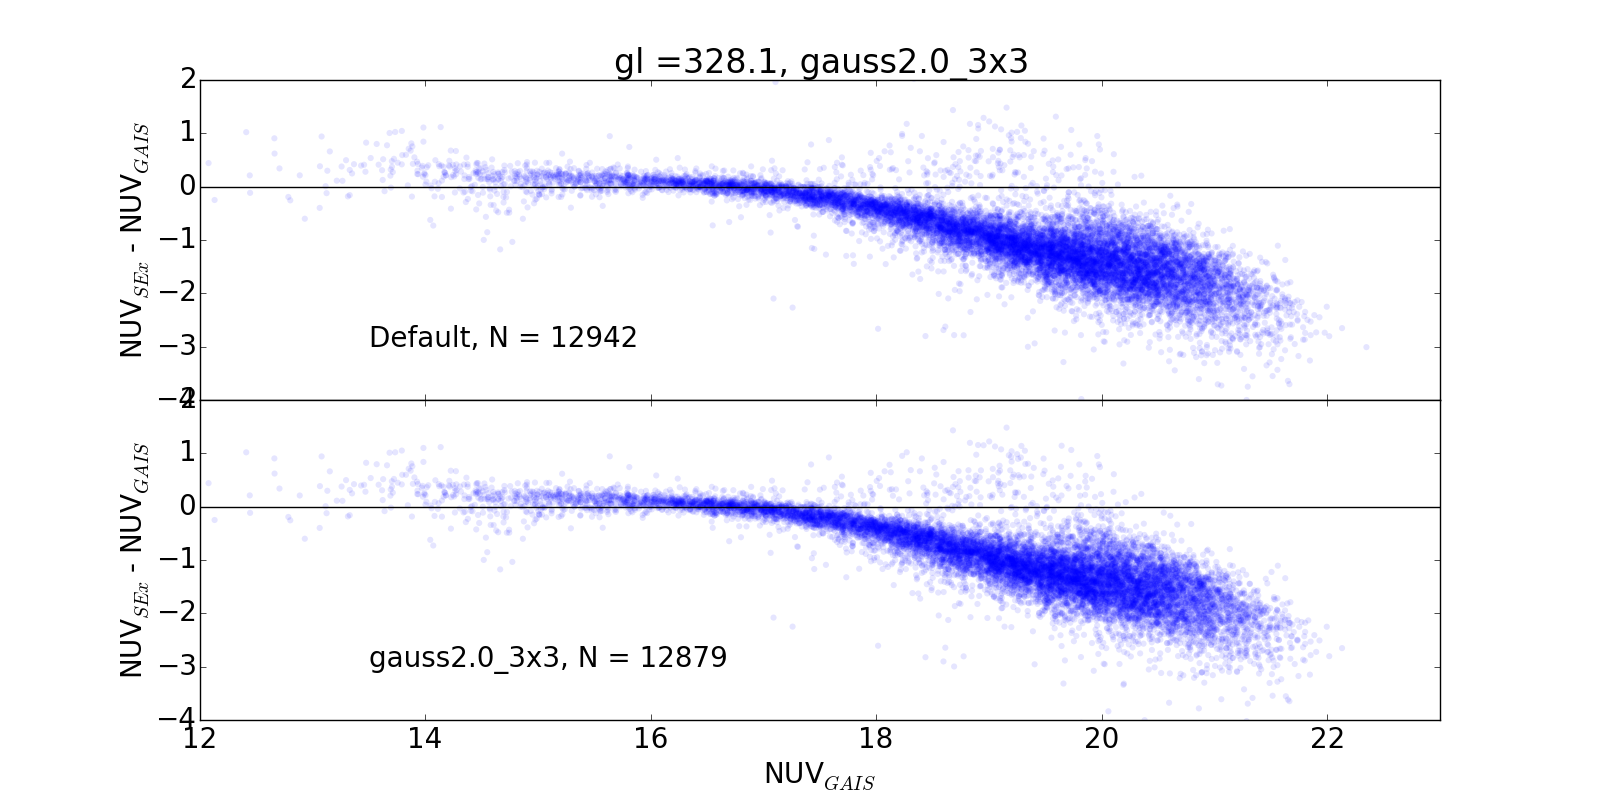 gl =328.1, gauss2.0_3x3
2
1
0
−1
−2
−3
−4
NUV_SEx - NUV_GAIS
Default, N = 12942
2
1
0
−1
−2
−3
−4
NUV_SEx - NUV_GAIS
gauss2.0_3x3, N = 12879
12 14 16 18 20 22
NUV_GAIS